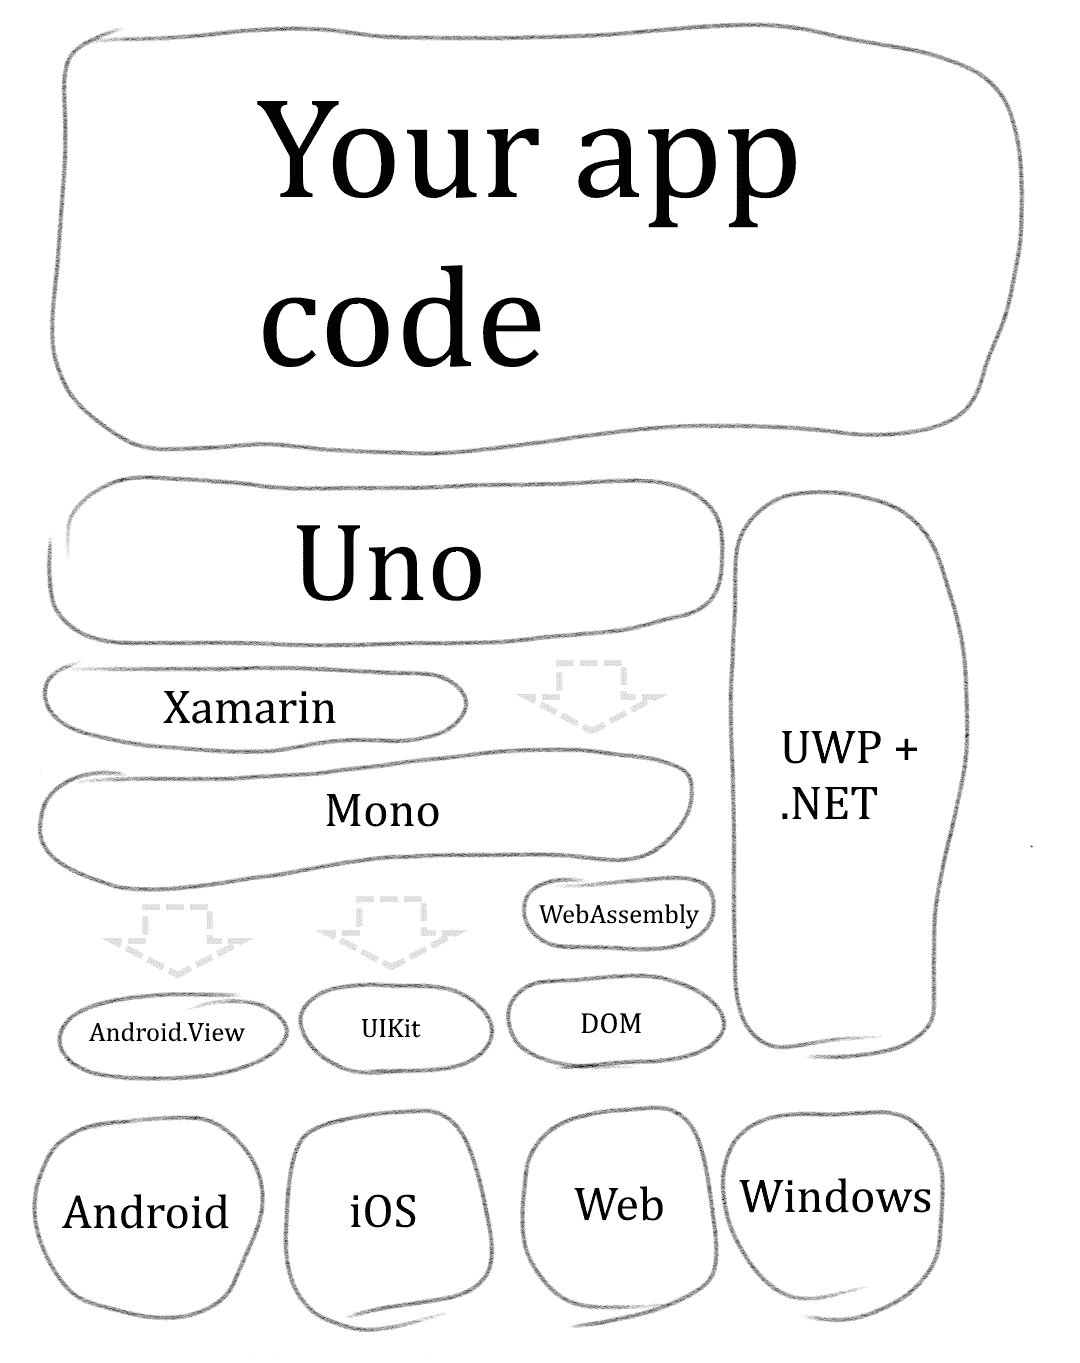 Your app
code
Uno
Xamarin
Mono
UWP +
.NET
WebAssembly
Android.View
UIKit
DOM
Android
iOS
Web
Windows